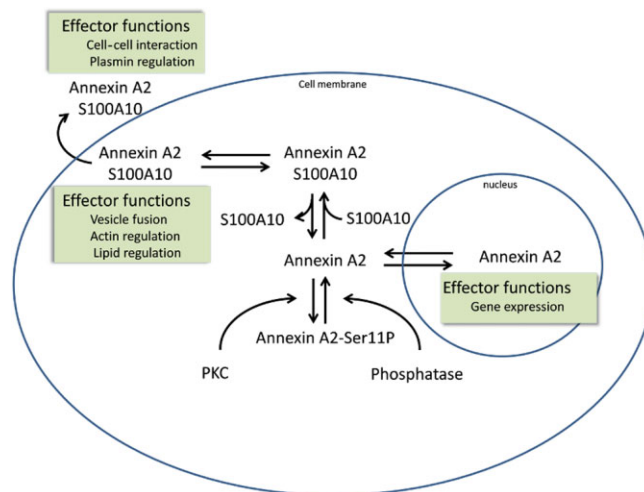 Effector functions
Cell-cell interaction
Plasmin regulation
Annexin A2
S100A10
Cell membrane
Annexin A2
S100A10
Annexin A2
S100A10
Effector functions
Vesicle fusion
Actin regulation
Lipid regulation
S100A10
S100A10
nucleus
Annexin A2
Annexin A2
Effector functions
Gene expression
Annexin A2-Ser11P
PKC
Phosphatase